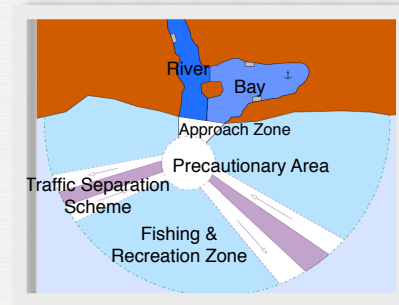 River
Bay
Approach Zone
Precautionary Area
Traffic Separation
Scheme
Fishing &
Recreation Zone